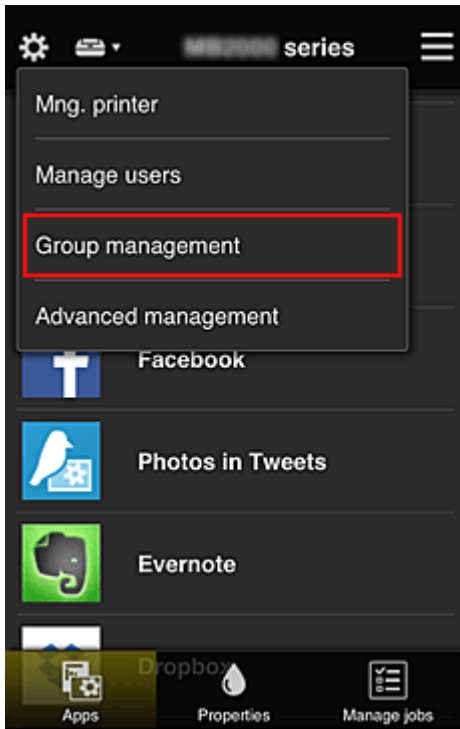 series
Mng. printer
Manage users
Group management
Advanced management
Facebook
Photos in Tweets
Evernote
Dropbox
Apps
Properties
Manage jobs